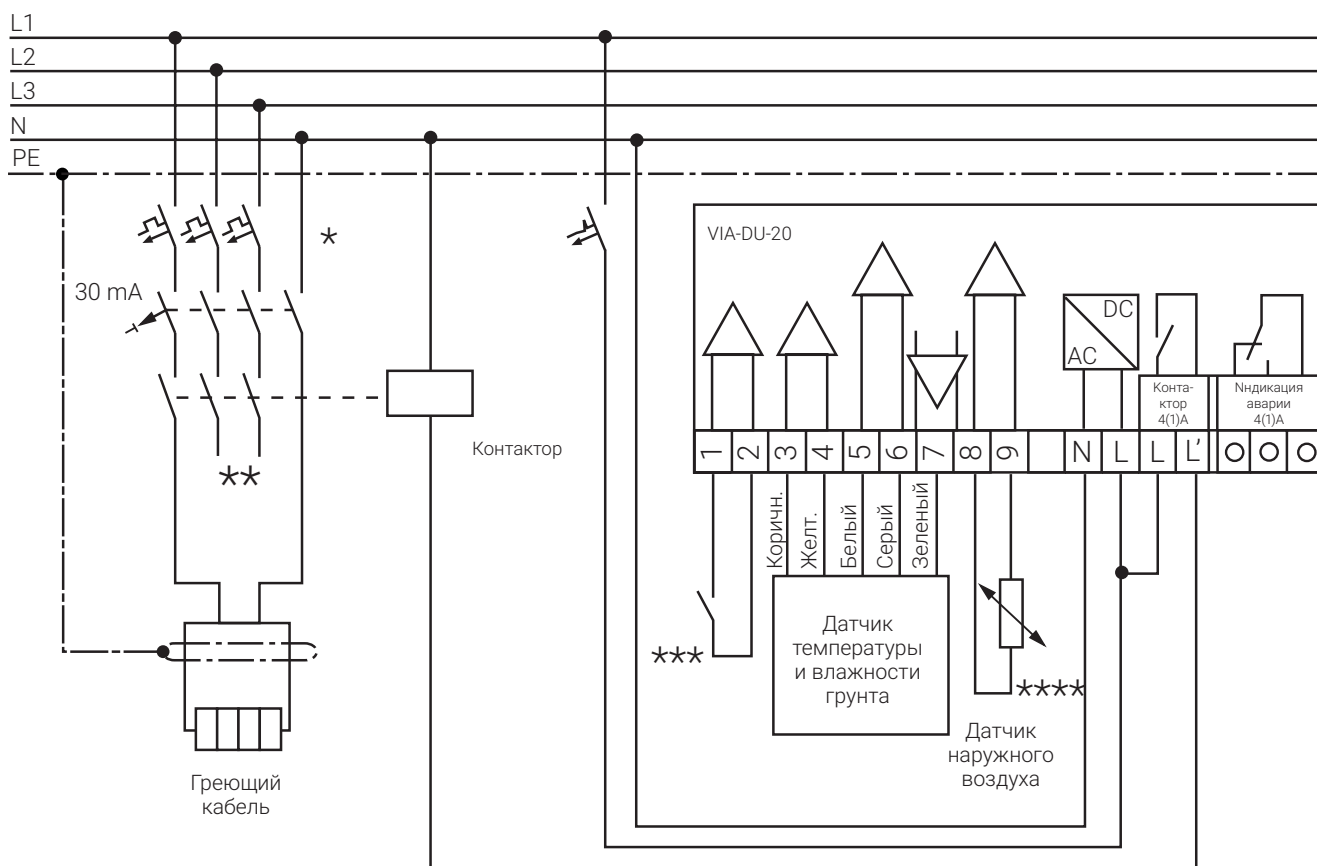 L1
L2
L3
N
PE
*
30 mA
**
Контактор
Греющий
кабель
VIA-DU-20
AC
DC
Конта-
ктор
4(1)A
Nндикация
аварии
4(1)A
1
2
3
4
5
6
7
8
9
N
L
L
L'
Коричн.
Желт.
Белый
Серый
Зеленый
***
Датчик
температуры
и влажности
грунта
****
Датчик
наружного
воздуха